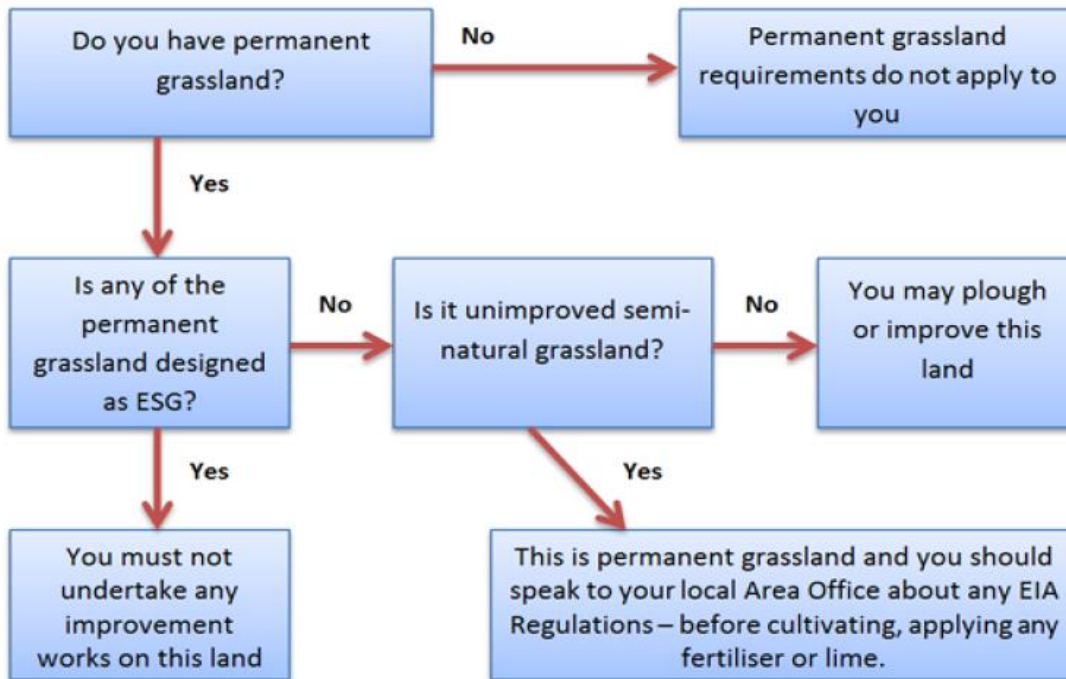 Do you have permanent
grassland?
No
Permanent grassland
requirements do not apply to
you
Yes
Is any of the
permanent
grassland designed
as ESG?
No
Is it unimproved semi-
natural grassland?
No
You may plough
or improve this
land
Yes
Yes
You must not
undertake any
improvement
works on this land
This is permanent grassland and you should
speak to your local Area Office about any EIA
Regulations – before cultivating, applying any
fertiliser or lime.